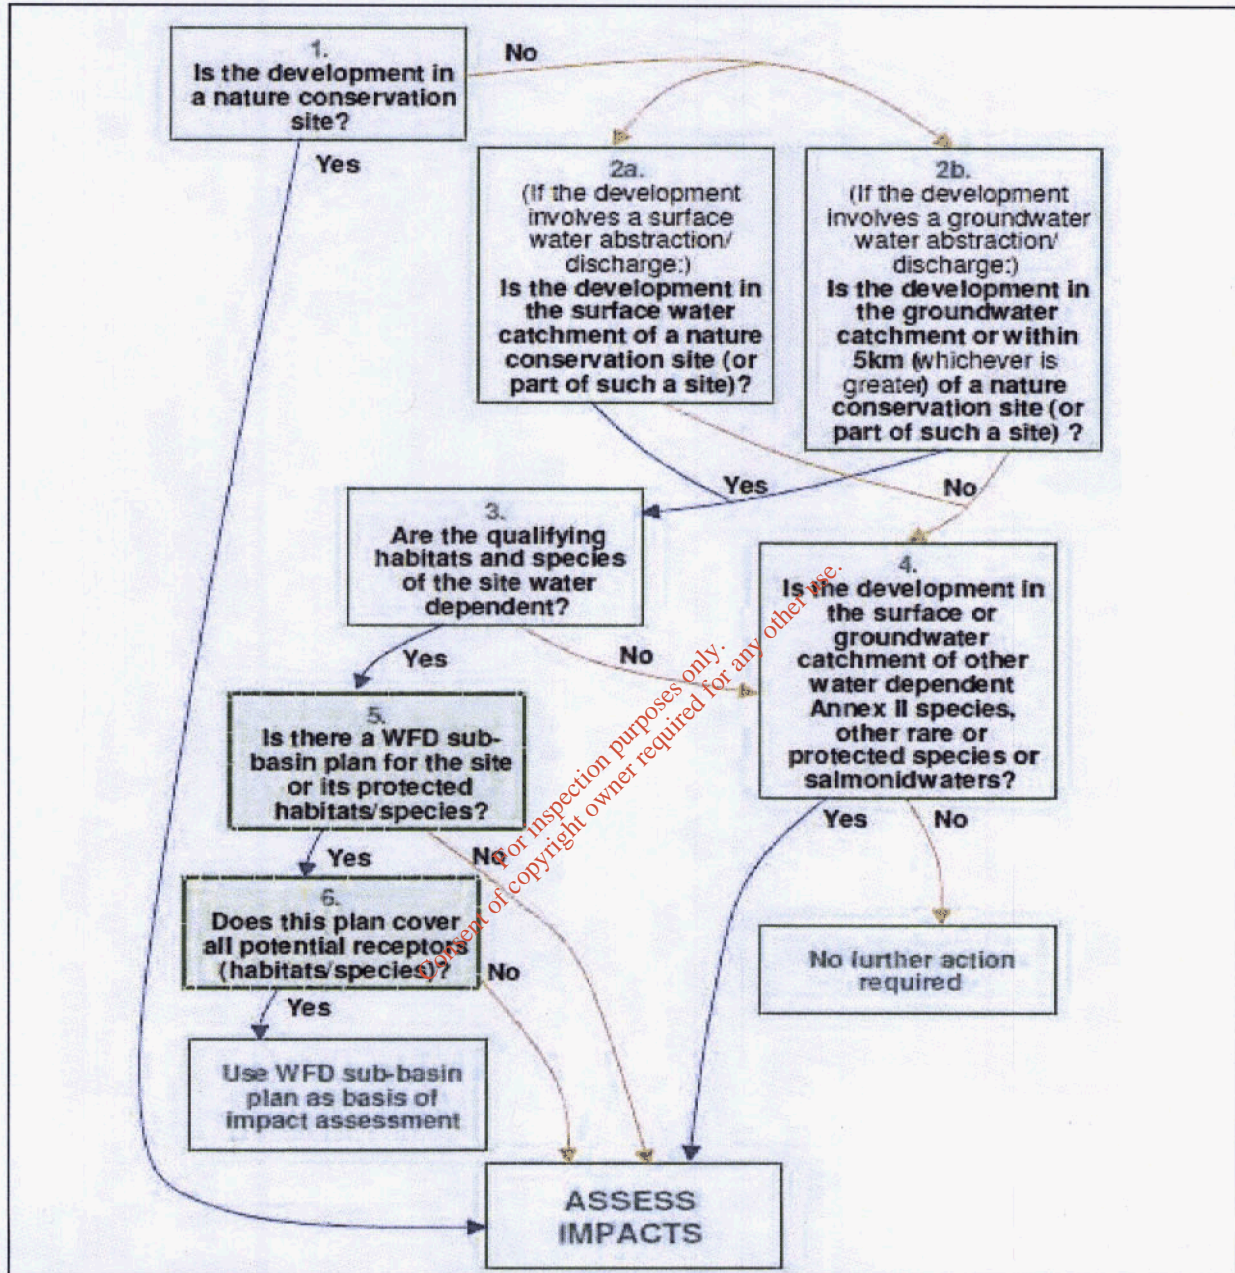 1.
Is the development in
a nature conservation
site?
No
Yes
2a.
(If the development
involves a surface
water abstraction/
discharge:)
Is the development in
the surface water
catchment of a nature
conservation site (or
part of such a site)?
2b.
(If the development
involves a groundwater
water abstraction/
discharge:)
Is the development in
the groundwater
catchment or within
5km (whichever is
greater) of a nature
conservation site (or
part of such a site) ?
Yes
No
3.
Are the qualifying
habitats and species
of the site water
dependent?
Yes
No
4.
Is the development in
the surface or
groundwater
catchment of other
water dependent
Annex II species,
other rare or
protected species or
salmonidwaters?
Yes
No
5.
Is there a WFD sub-
basin plan for the site
or its protected
habitats/species?
Yes
No
6.
Does this plan cover
all potential receptors
(habitats/species)?
No
Yes
No further action
required
Use WFD sub-basin
plan as basis of
impact assessment
ASSESS
IMPACTS
For inspection purposes only.
Consent of copyright owner required for any other use.